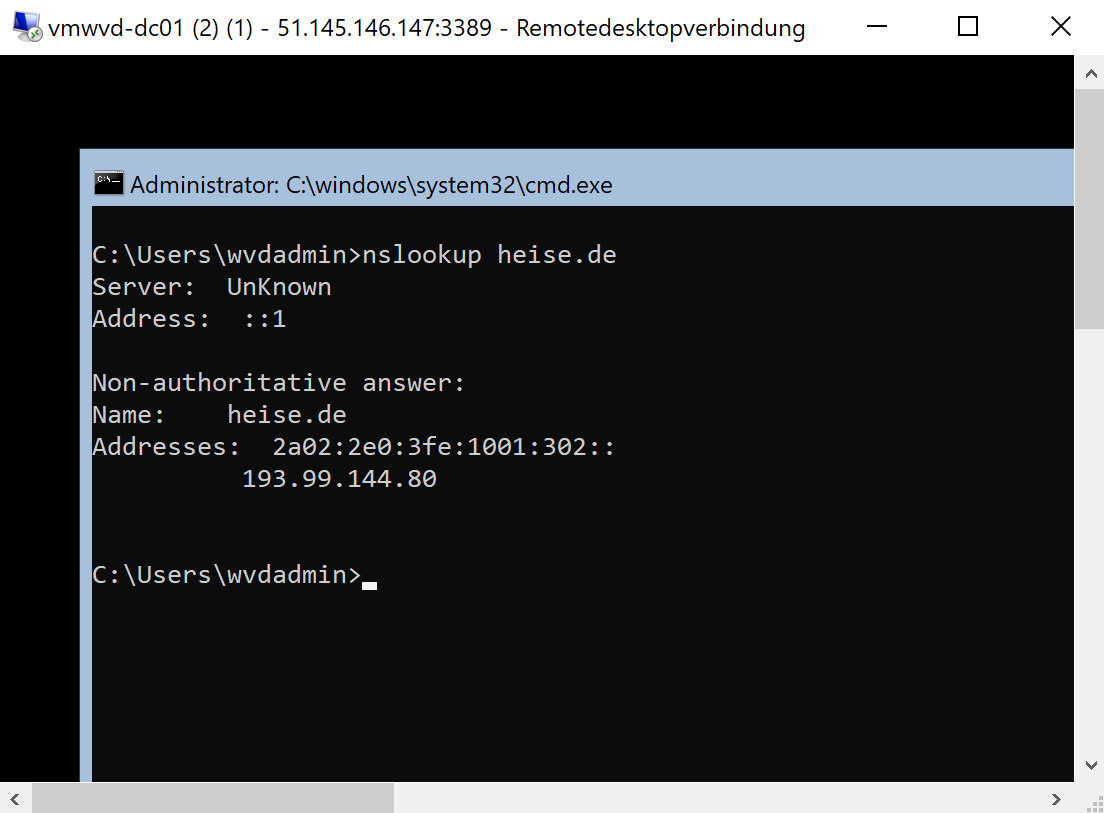 vmwvd-dc01 (2) (1) - 51.145.146.147:3389 - Remotedesktopverbindung
Administrator: C:\windows\system32\cmd.exe
C:\Users\wvdadmin>nslookup heise.de
Server:  UnKnown
Address:  ::1
Non-authoritative answer:
Name:    heise.de
Addresses:  2a02:2e0:3fe:1001:302::
193.99.144.80
C:\Users\wvdadmin>